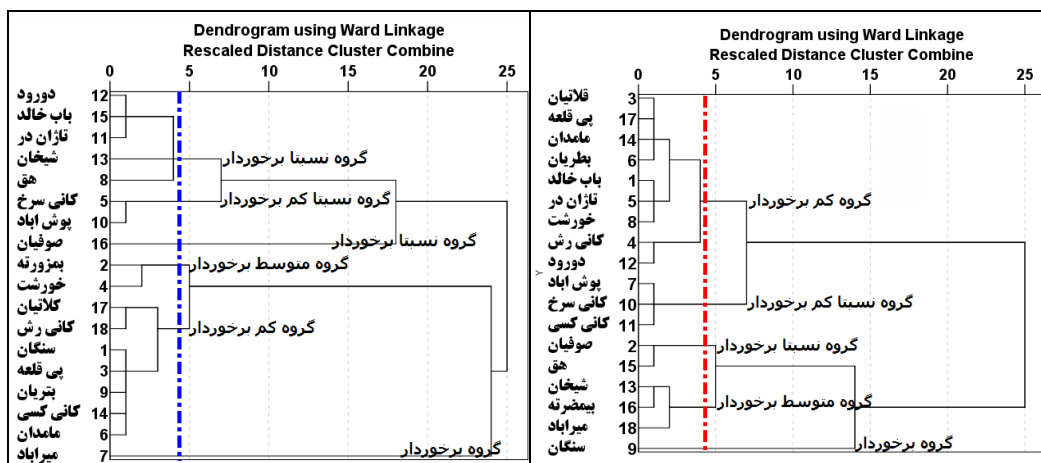 Dendrogram using Ward Linkage
Rescaled Distance Cluster Combine
0 5 10 15 20 25
دورود 12
باب خالد 15
تاژان در 11
شیخان 13
گروه نسبتا برخوردار
هق 8
کانی سرخ 5
گروه نسبتا کم برخوردار
پوش اباد 10
صوفیان 16
گروه نسبتا برخوردار
بمزورته 2
گروه متوسط برخوردار
خورشت 4
کلاتیان 17
کانی رش 18
گروه کم برخوردار
سنگان 1
پی قلعه 3
بتریان 9
کانی کسی 14
مامدان 6
میراباد 7
گروه برخوردار
Dendrogram using Ward Linkage
Rescaled Distance Cluster Combine
0 5 10 15 20 25
قلاتیان 3
پی قلعه 17
مامدان 14
بطریان 6
باب خالد 1
تاژان در 5
گروه کم برخوردار
خورشت 8
کانی رش 4
دورود 12
Y
پوش اباد 7
کانی سرخ 10
گروه نسبتا کم برخوردار
کانی کسی 11
صوفیان 2
گروه نسبتا برخوردار
هق 15
شیخان 13
بیمضرته 16
گروه متوسط برخوردار
میراباد 18
سنگان 9
گروه برخوردار